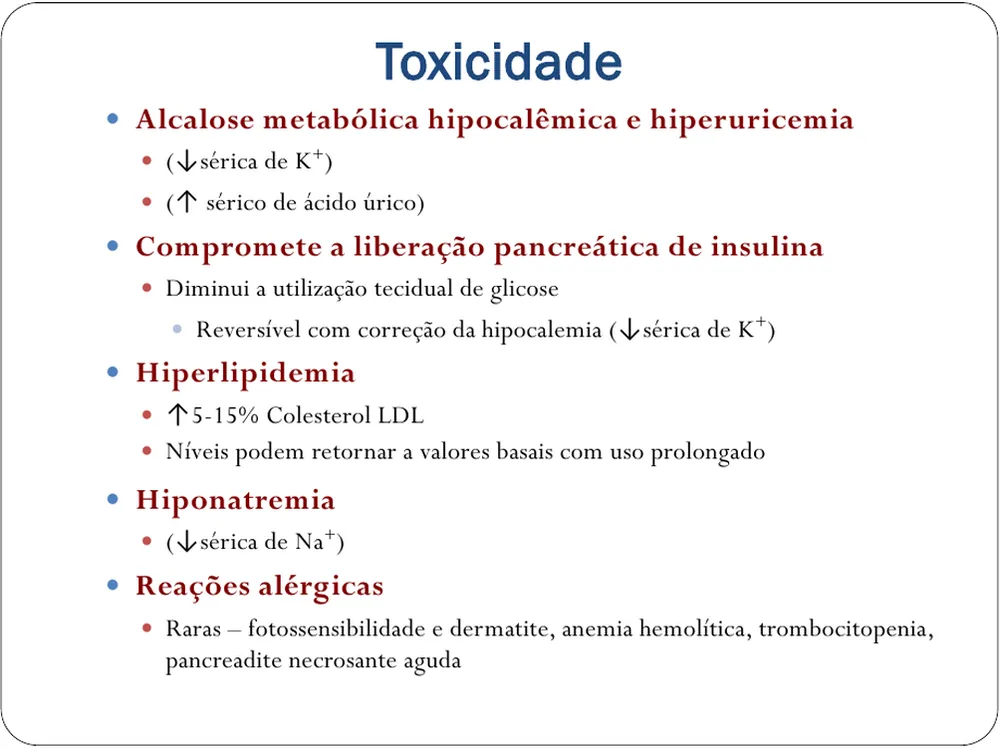 Toxicidade
• Alcalose metabólica hipocalêmica e hiperuricemia
• (↓sérica de K⁺)
• (↑ sérico de ácido úrico)
• Compromete a liberação pancreática de insulina
• Diminui a utilização tecidual de glicose
• Reversível com correção da hipocalemia (↓sérica de K⁺)
• Hiperlipidemia
• ↑5-15% Colesterol LDL
• Níveis podem retornar a valores basais com uso prolongado
• Hiponatremia
• (↓sérica de Na⁺)
• Reações alérgicas
• Raras – fotossensibilidade e dermatite, anemia hemolítica, trombocitopenia,
pancreadite necrosante aguda